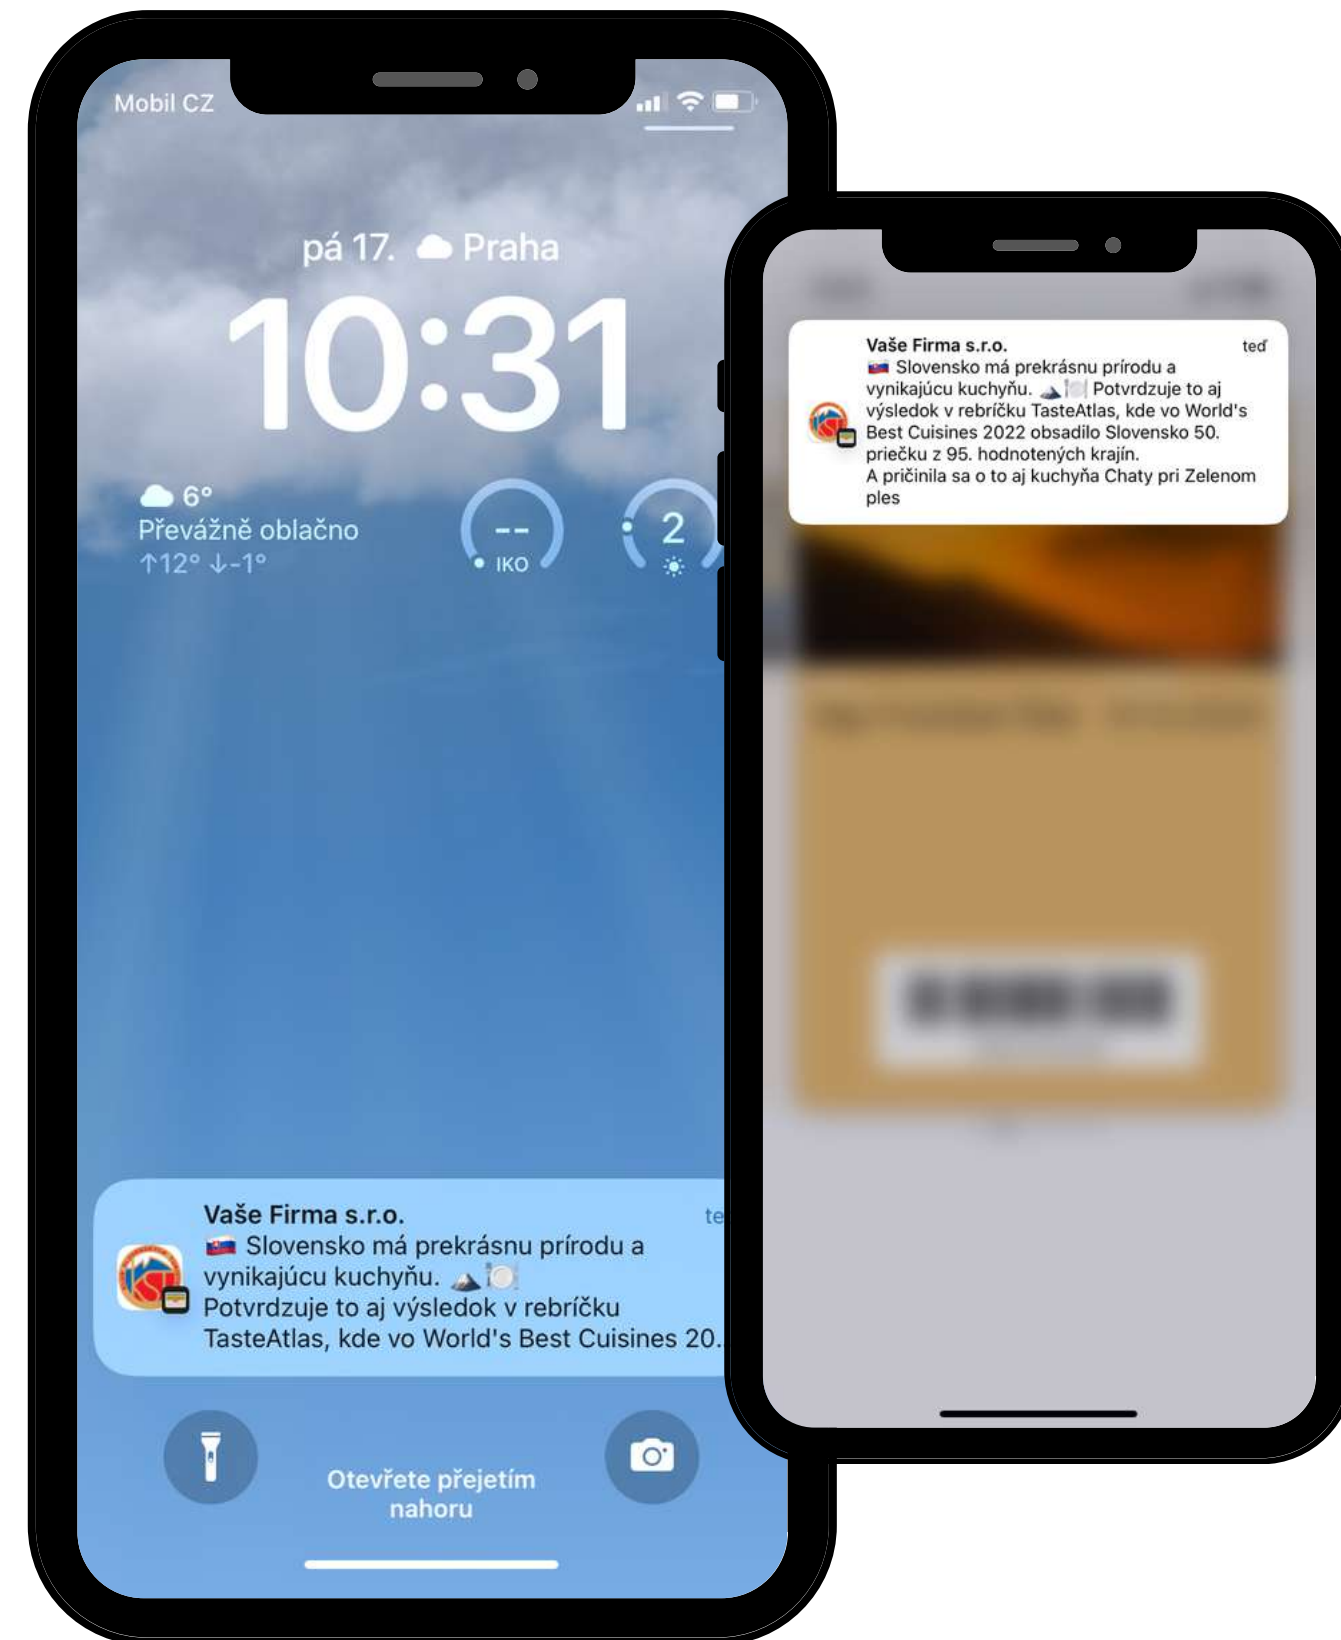 Mobil CZ
pá 17. Praha
10:31
6°
Převážně oblačno
↑12° ↓-1°
--
IKO
2
Vaše Firma s.r.o.
🇸🇰 Slovensko má prekrásnu prírodu a
vynikajúcu kuchyňu. 🏔️🍽️
Potvrdzuje to aj výsledok v rebríčku
TasteAtlas, kde vo World's Best Cuisines 20..
Otevřete přejetím
nahoru
Vaše Firma s.r.o. teď
🇸🇰 Slovensko má prekrásnu prírodu a
vynikajúcu kuchyňu. 🏔️🍽️ Potvrdzuje to aj
výsledok v rebríčku TasteAtlas, kde vo World's
Best Cuisines 2022 obsadilo Slovensko 50.
priečku z 95. hodnotených krajín.
A pričinila sa o to aj kuchyňa Chaty pri Zelenom
ples